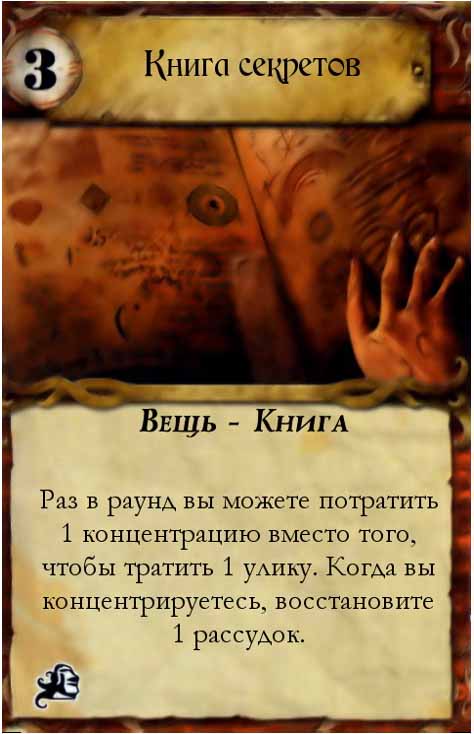 3
Книга секретов
Вещь - Книга
Раз в раунд вы можете потратить
1 концентрацию вместо того,
чтобы тратить 1 улику. Когда вы
концентрируетесь, восстановите
1 рассудок.